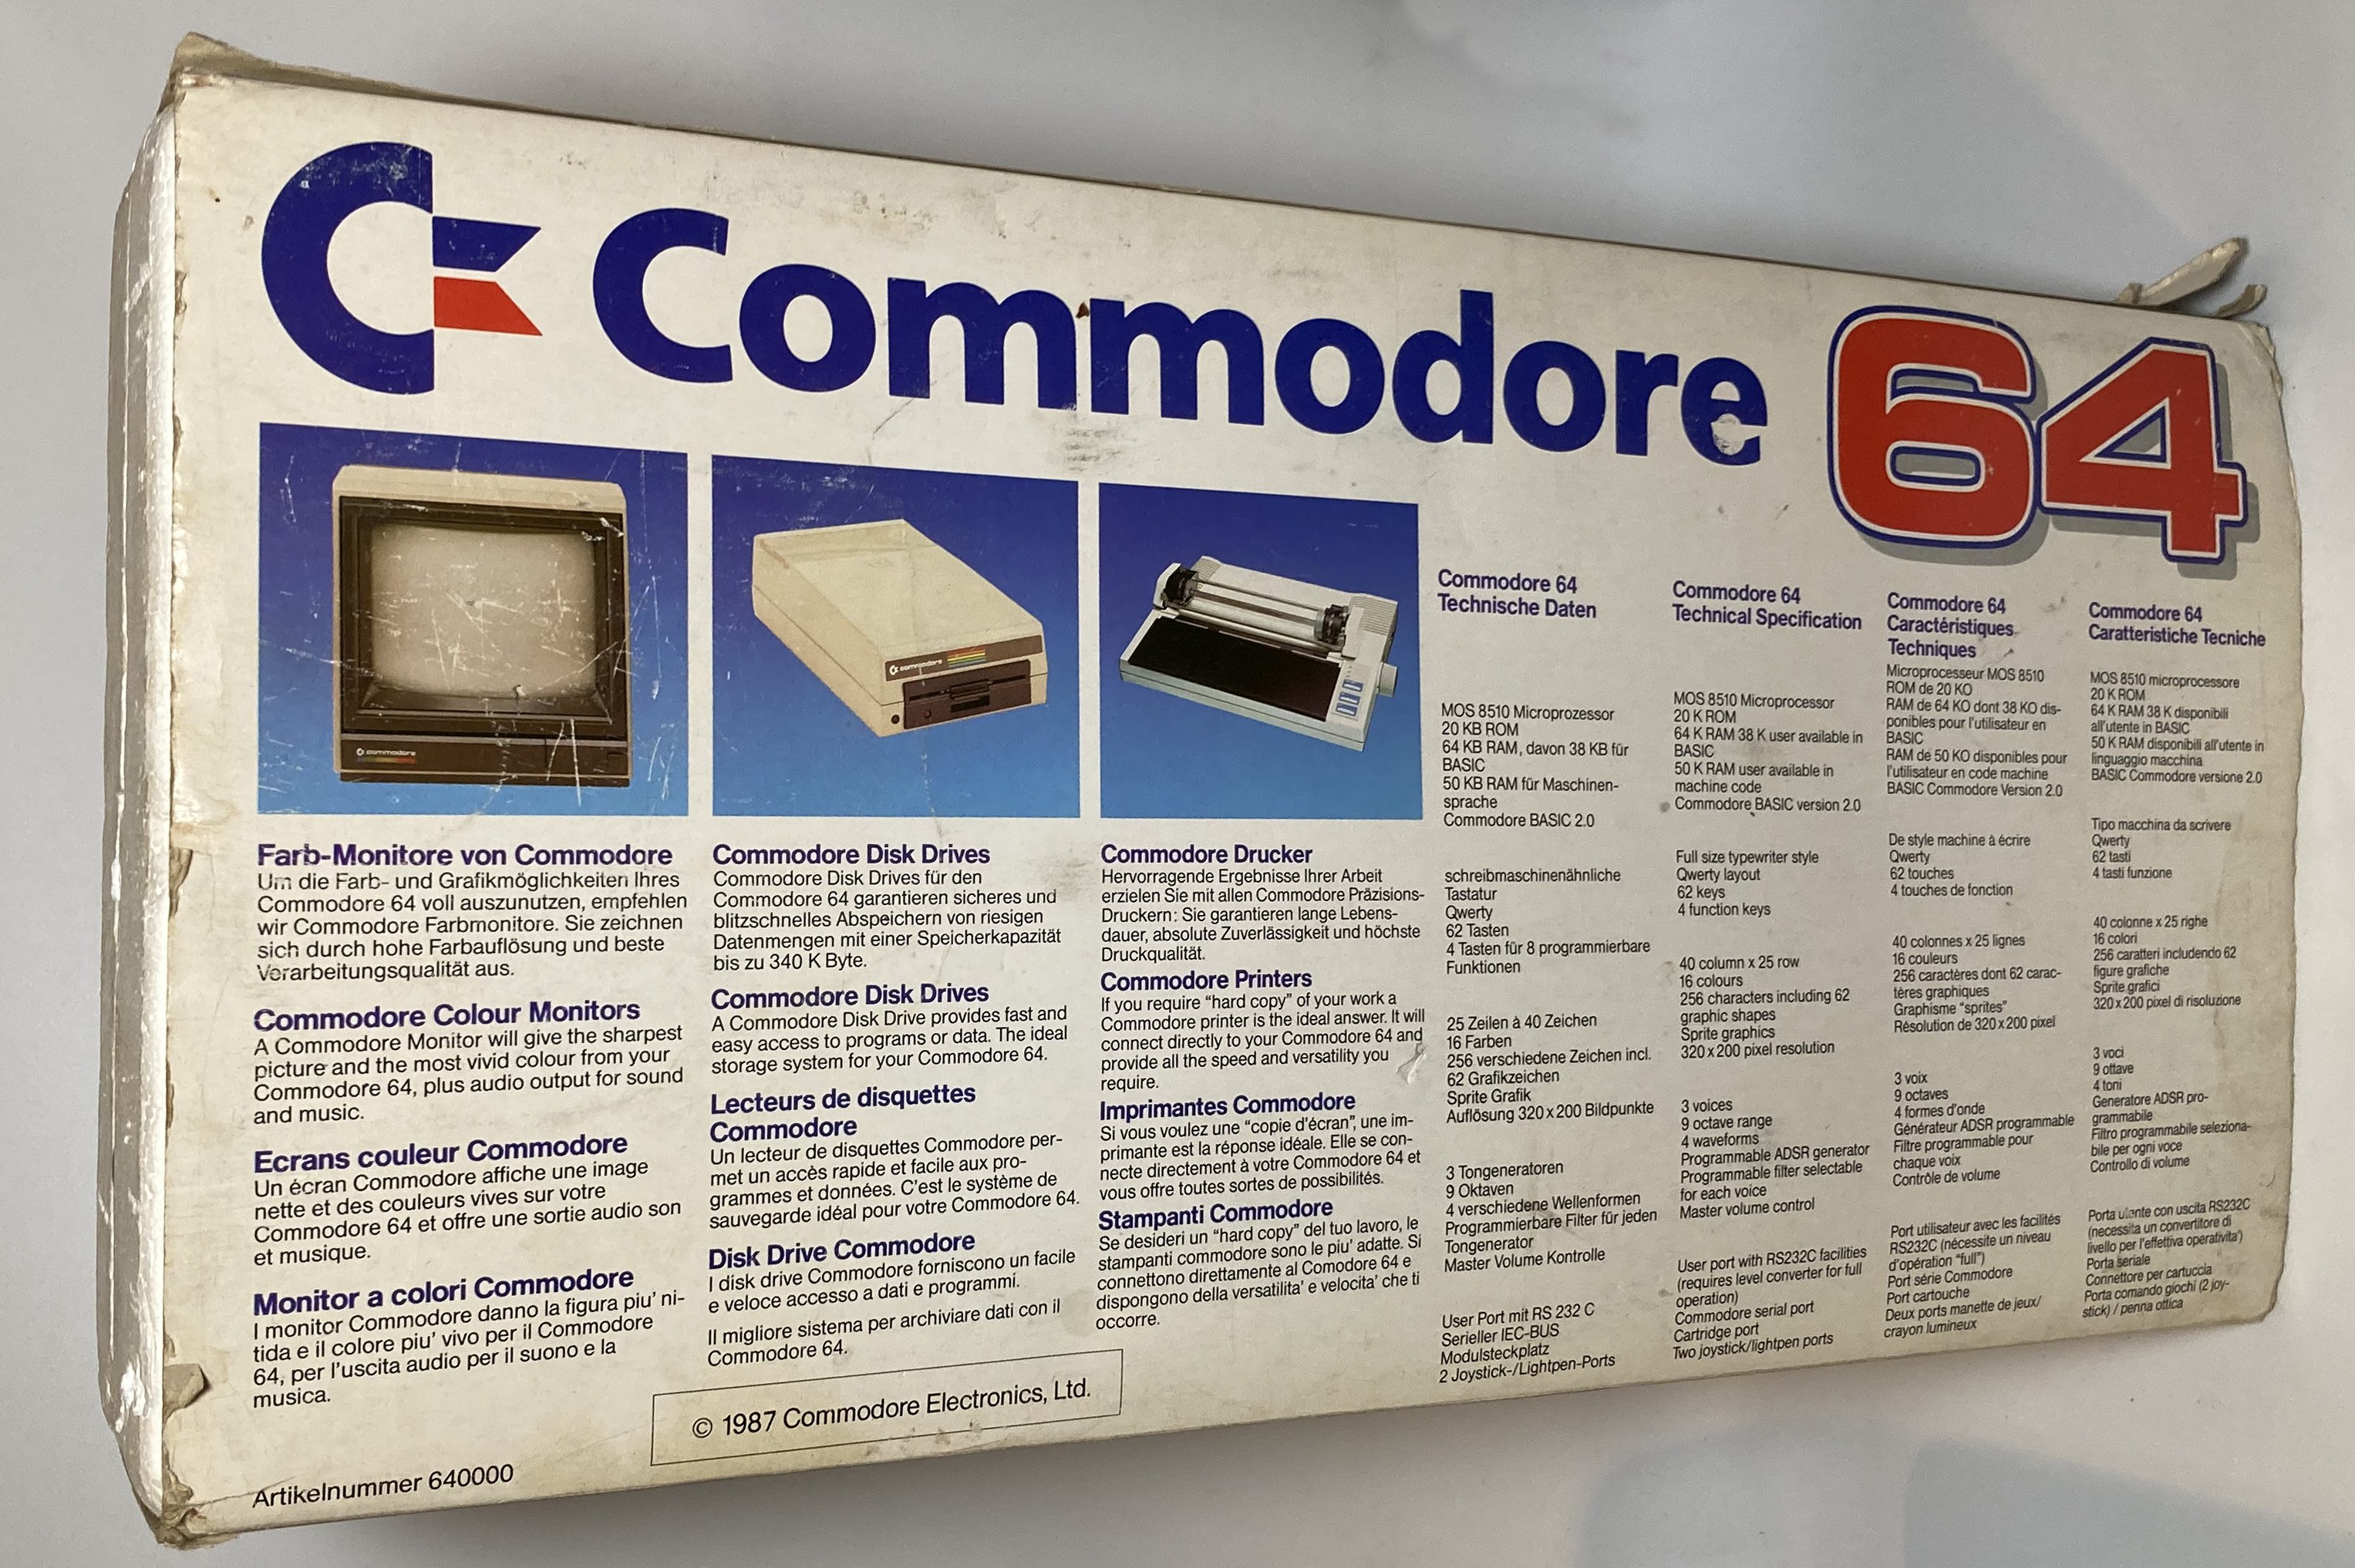 Commodore 64
commodore
commodore
Farb-Monitore von Commodore
Um die Farb- und Grafikmöglichkeiten Ihres
Commodore 64 voll auszunutzen, empfehlen
wir Commodore Farbmonitore. Sie zeichnen
sich durch hohe Farbauflösung und beste
Verarbeitungsqualität aus.
Commodore Colour Monitors
A Commodore Monitor will give the sharpest
picture and the most vivid colour from your
Commodore 64, plus audio output for sound
and music.
Ecrans couleur Commodore
Un écran Commodore affiche une image
nette et des couleurs vives sur votre
Commodore 64 et offre une sortie audio son
et musique.
Monitor a colori Commodore
I monitor Commodore danno la figura piu' ni-
tida e il colore piu' vivo per il Commodore
64, per l'uscita audio per il suono e la
musica.
Commodore Disk Drives
Commodore Disk Drives für den
Commodore 64 garantieren sicheres und
blitzschnelles Abspeichern von riesigen
Datenmengen mit einer Speicherkapazität
bis zu 340 K Byte.
Commodore Disk Drives
A Commodore Disk Drive provides fast and
easy access to programs or data. The ideal
storage system for your Commodore 64.
Lecteurs de disquettes
Commodore
Un lecteur de disquettes Commodore per-
met un accès rapide et facile aux pro-
grammes et données. C'est le système de
sauvegarde idéal pour votre Commodore 64.
Disk Drive Commodore
I disk drive Commodore forniscono un facile
e veloce accesso a dati e programmi.
Il migliore sistema per archiviare dati con il
Commodore 64.
Commodore Drucker
Hervorragende Ergebnisse Ihrer Arbeit
erzielen Sie mit allen Commodore Präzisions-
Druckern: Sie garantieren lange Lebens-
dauer, absolute Zuverlässigkeit und höchste
Druckqualität.
Commodore Printers
If you require "hard copy" of your work a
Commodore printer is the ideal answer. It will
connect directly to your Commodore 64 and
provide all the speed and versatility you
require.
Imprimantes Commodore
Si vous voulez une "copie d'écran", une im-
primante est la réponse idéale. Elle se con-
necte directement à votre Commodore 64 et
vous offre toutes sortes de possibilités.
Stampanti Commodore
Se desideri un "hard copy" del tuo lavoro, le
stampanti commodore sono le piu' adatte. Si
connettono direttamente al Comodore 64 e
dispongono della versatilita' e velocita' che ti
occorre.
Commodore 64
Technische Daten
MOS 8510 Microprozessor
20 KB ROM
64 KB RAM, davon 38 KB für
BASIC
50 KB RAM für Maschinen-
sprache
Commodore BASIC 2.0
schreibmaschinenähnliche
Tastatur
Qwerty
62 Tasten
4 Tasten für 8 programmierbare
Funktionen
25 Zeilen à 40 Zeichen
16 Farben
256 verschiedene Zeichen incl.
62 Grafikzeichen
Sprite Grafik
Auflösung 320 x 200 Bildpunkte
3 Tongeneratoren
9 Oktaven
4 verschiedene Wellenformen
Programmierbare Filter für jeden
Tongenerator
Master Volume Kontrolle
User Port mit RS 232 C
Serieller IEC-BUS
Modulsteckplatz
2 Joystick-/Lightpen-Ports
Commodore 64
Technical Specification
MOS 8510 Microprocessor
20 K ROM
64 K RAM 38 K user available in
BASIC
50 K RAM user available in
machine code
Commodore BASIC version 2.0
Full size typewriter style
Qwerty layout
62 keys
4 function keys
40 column x 25 row
16 colours
256 characters including 62
graphic shapes
Sprite graphics
320 x 200 pixel resolution
3 voices
9 octave range
4 waveforms
Programmable ADSR generator
Programmable filter selectable
for each voice
Master volume control
User port with RS232C facilities
(requires level converter for full
operation)
Commodore serial port
Cartridge port
Two joystick/lightpen ports
Commodore 64
Caractéristiques
Techniques
Microprocesseur MOS 8510
ROM de 20 KO
RAM de 64 KO dont 38 KO dis-
ponibles pour l'utilisateur en
BASIC
RAM de 50 KO disponibles pour
l'utilisateur en code machine
BASIC Commodore Version 2.0
De style machine à écrire
Qwerty
62 touches
4 touches de fonction
40 colonnes x 25 lignes
16 couleurs
256 caractères dont 62 carac-
tères graphiques
Graphisme "sprites"
Résolution de 320 x 200 pixel
3 voix
9 octaves
4 formes d'onde
Générateur ADSR programmable
Filtre programmable pour
chaque voix
Contrôle de volume
Port utilisateur avec les facilités
RS232C (nécessite un niveau
d'opération "full")
Port série Commodore
Port cartouche
Deux ports manette de jeux/
crayon lumineux
Commodore 64
Caratteristiche Tecniche
MOS 8510 microprocessore
20 K ROM
64 K RAM 38 K disponibili
all'utente in BASIC
50 K RAM disponibili all'utente in
linguaggio macchina
BASIC Commodore versione 2.0
Tipo macchina da scrivere
Qwerty
62 tasti
4 tasti funzione
40 colonne x 25 righe
16 colori
256 caratteri includendo 62
figure grafiche
Sprite grafici
320 x 200 pixel di risoluzione
3 voci
9 ottave
4 toni
Generatore ADSR pro-
grammabile
Filtro programmabile seleziona-
bile per ogni voce
Controllo di volume
Porta utente con uscita RS232C
(necessita un convertitore di
livello per l'effettiva operativita')
Porta seriale
Connettore per cartuccia
Porta comando giochi (2 joy-
stick) / penna ottica
© 1987 Commodore Electronics, Ltd.
Artikelnummer 640000